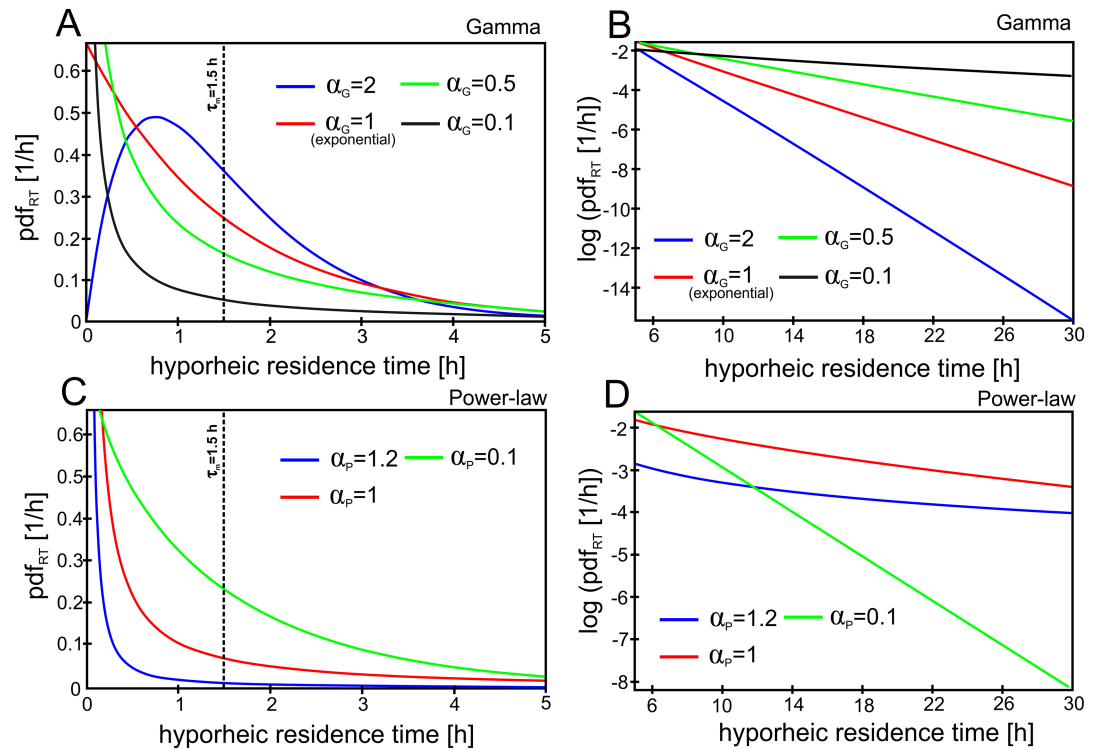 A
Gamma
pdf_RT [1/h]
0.6
0.5
0.4
0.3
0.2
0.1
0
τ_m=1.5 h
α_G=2
α_G=0.5
α_G=1
(exponential)
α_G=0.1
0 1 2 3 4 5
hyporheic residence time [h]
B
Gamma
log (pdf_RT [1/h])
-2
-4
-6
-8
-10
-12
-14
α_G=2
α_G=0.5
α_G=1
(exponential)
α_G=0.1
6 10 14 18 22 26 30
hyporheic residence time [h]
C
Power-law
pdf_RT [1/h]
0.6
0.5
0.4
0.3
0.2
0.1
0
τ_m=1.5 h
α_P=1.2
α_P=0.1
α_P=1
0 1 2 3 4 5
hyporheic residence time [h]
D
Power-law
log (pdf_RT [1/h])
-2
-3
-4
-5
-6
-7
-8
α_P=1.2
α_P=0.1
α_P=1
6 10 14 18 22 26 30
hyporheic residence time [h]